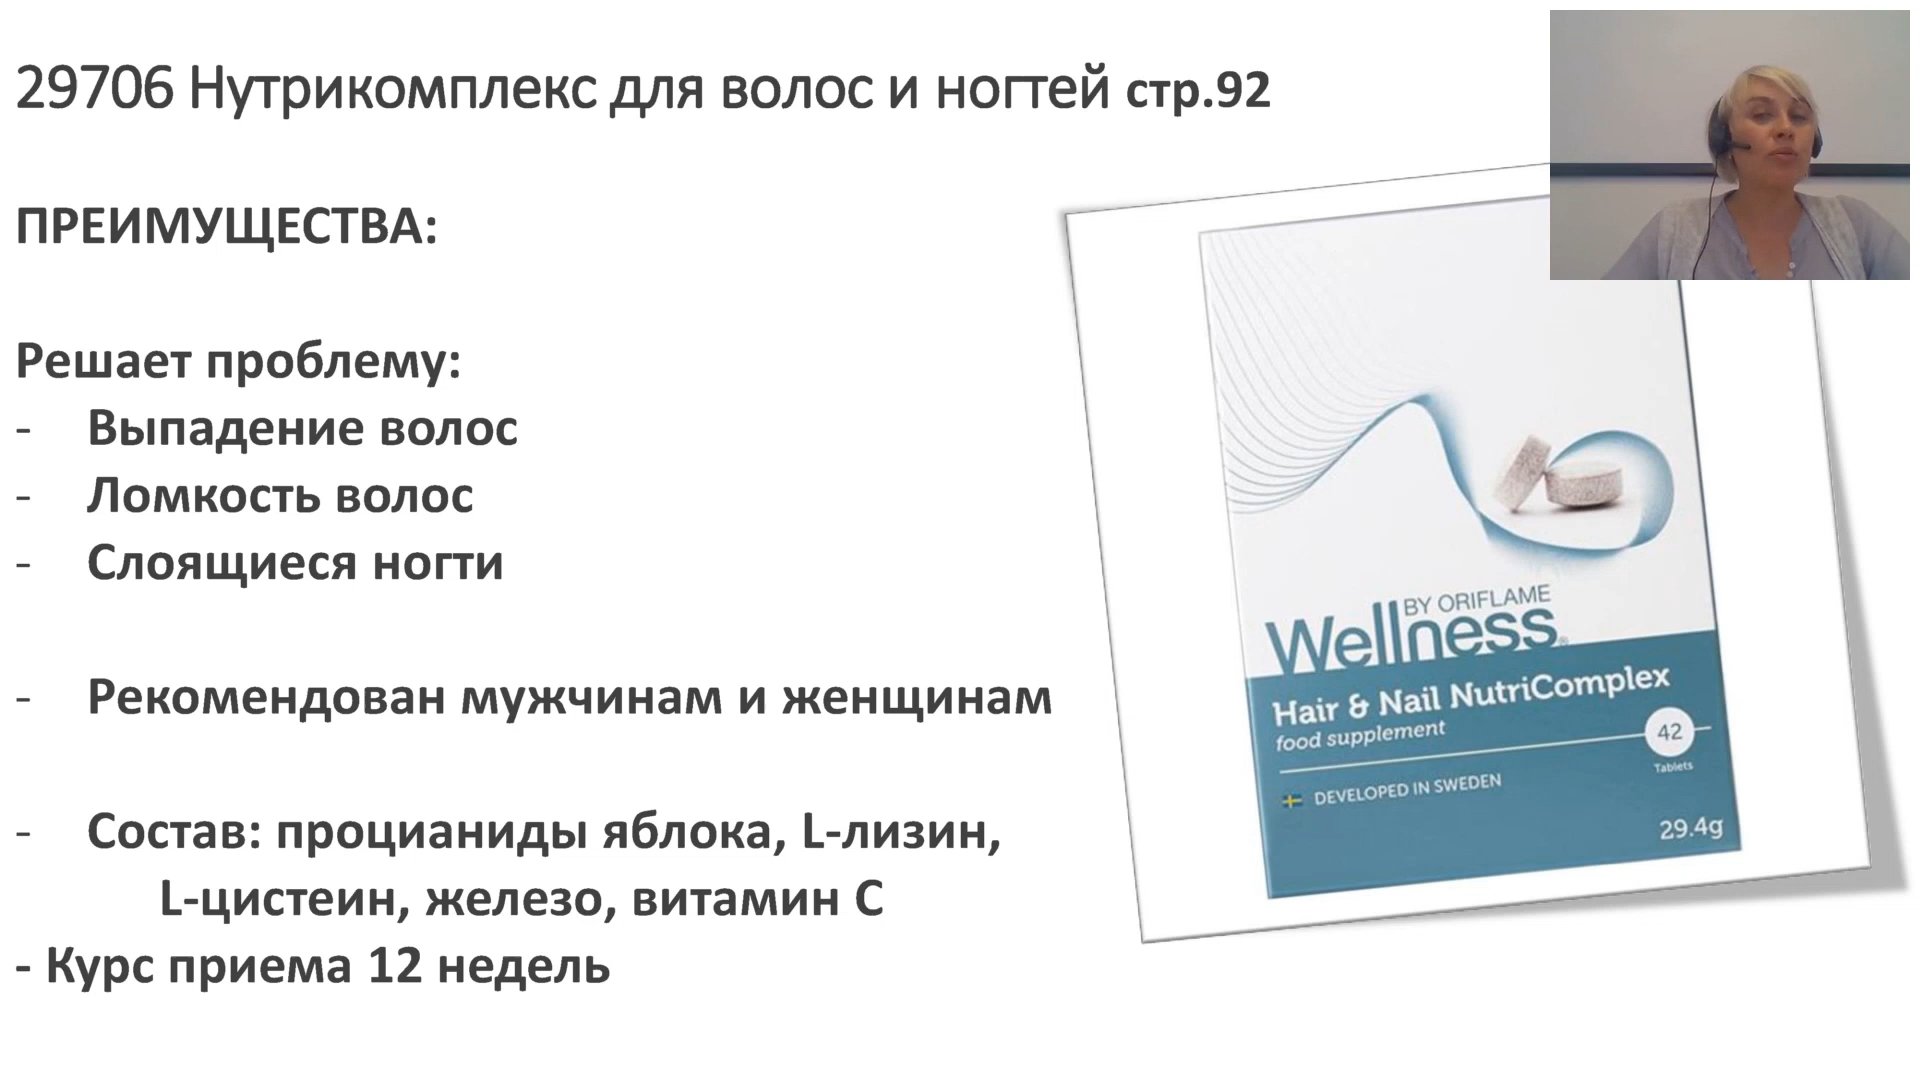 29706 Нутрикомплекс для волос и ногтей стр.92
ПРЕИМУЩЕСТВА:
Решает проблему:
- Выпадение волос
- Ломкость волос
- Слоящиеся ногти
- Рекомендован мужчинам и женщинам
- Состав: процианиды яблока, L-лизин,
L-цистеин, железо, витамин С
- Курс приема 12 недель
BY ORIFLAME
Wellness®
Hair & Nail NutriComplex
food supplement
42
Tablets
DEVELOPED IN SWEDEN
29.4g